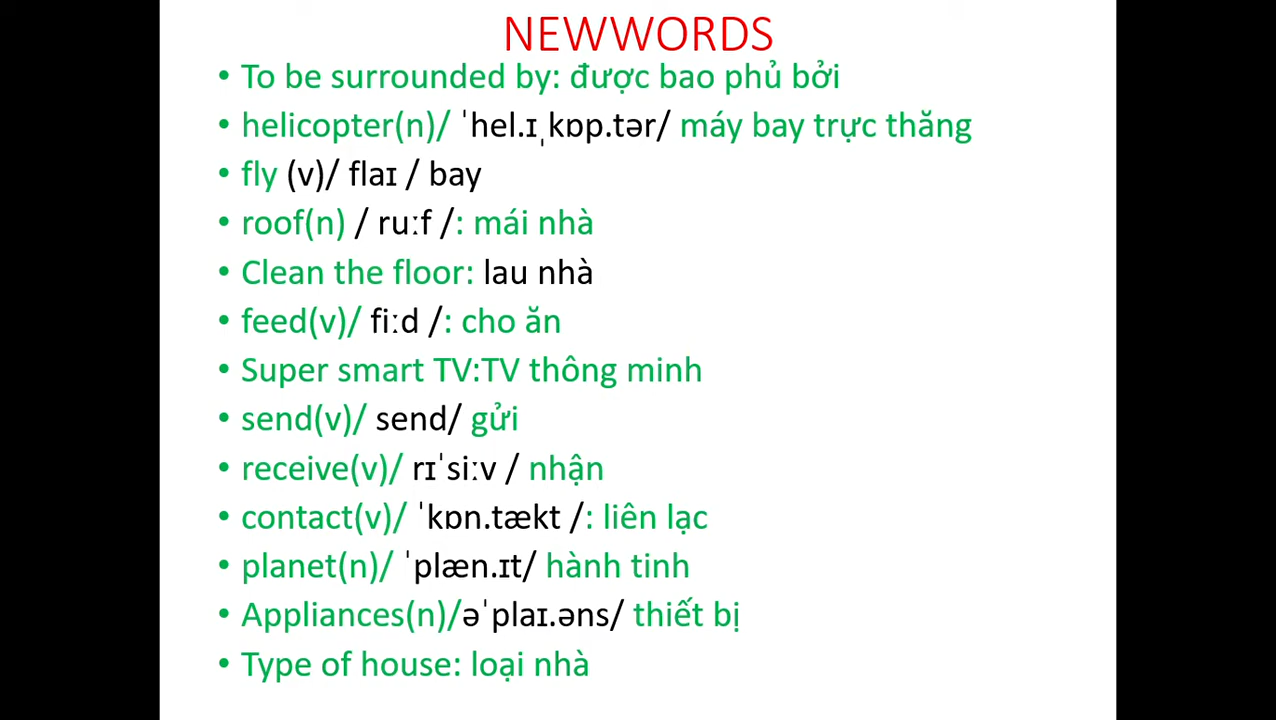 NEWWORDS
• To be surrounded by: được bao phủ bởi
• helicopter(n)/ ˈhel.ɪˌkɒp.tər/ máy bay trực thăng
• fly (v)/ flaɪ / bay
• roof(n) / ruːf /: mái nhà
• Clean the floor: lau nhà
• feed(v)/ fiːd /: cho ăn
• Super smart TV:TV thông minh
• send(v)/ send/ gửi
• receive(v)/ rɪˈsiːv / nhận
• contact(v)/ ˈkɒn.tækt /: liên lạc
• planet(n)/ ˈplæn.ɪt/ hành tinh
• Appliances(n)/əˈplaɪ.əns/ thiết bị
• Type of house: loại nhà